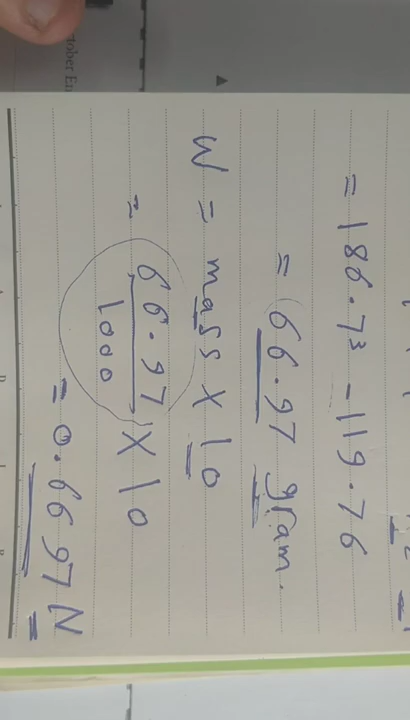 = 186.73 - 119.76
= 66.97 gram.
W = mass X 10
= 66.97 / 1000 X 10
= 0.6697 N